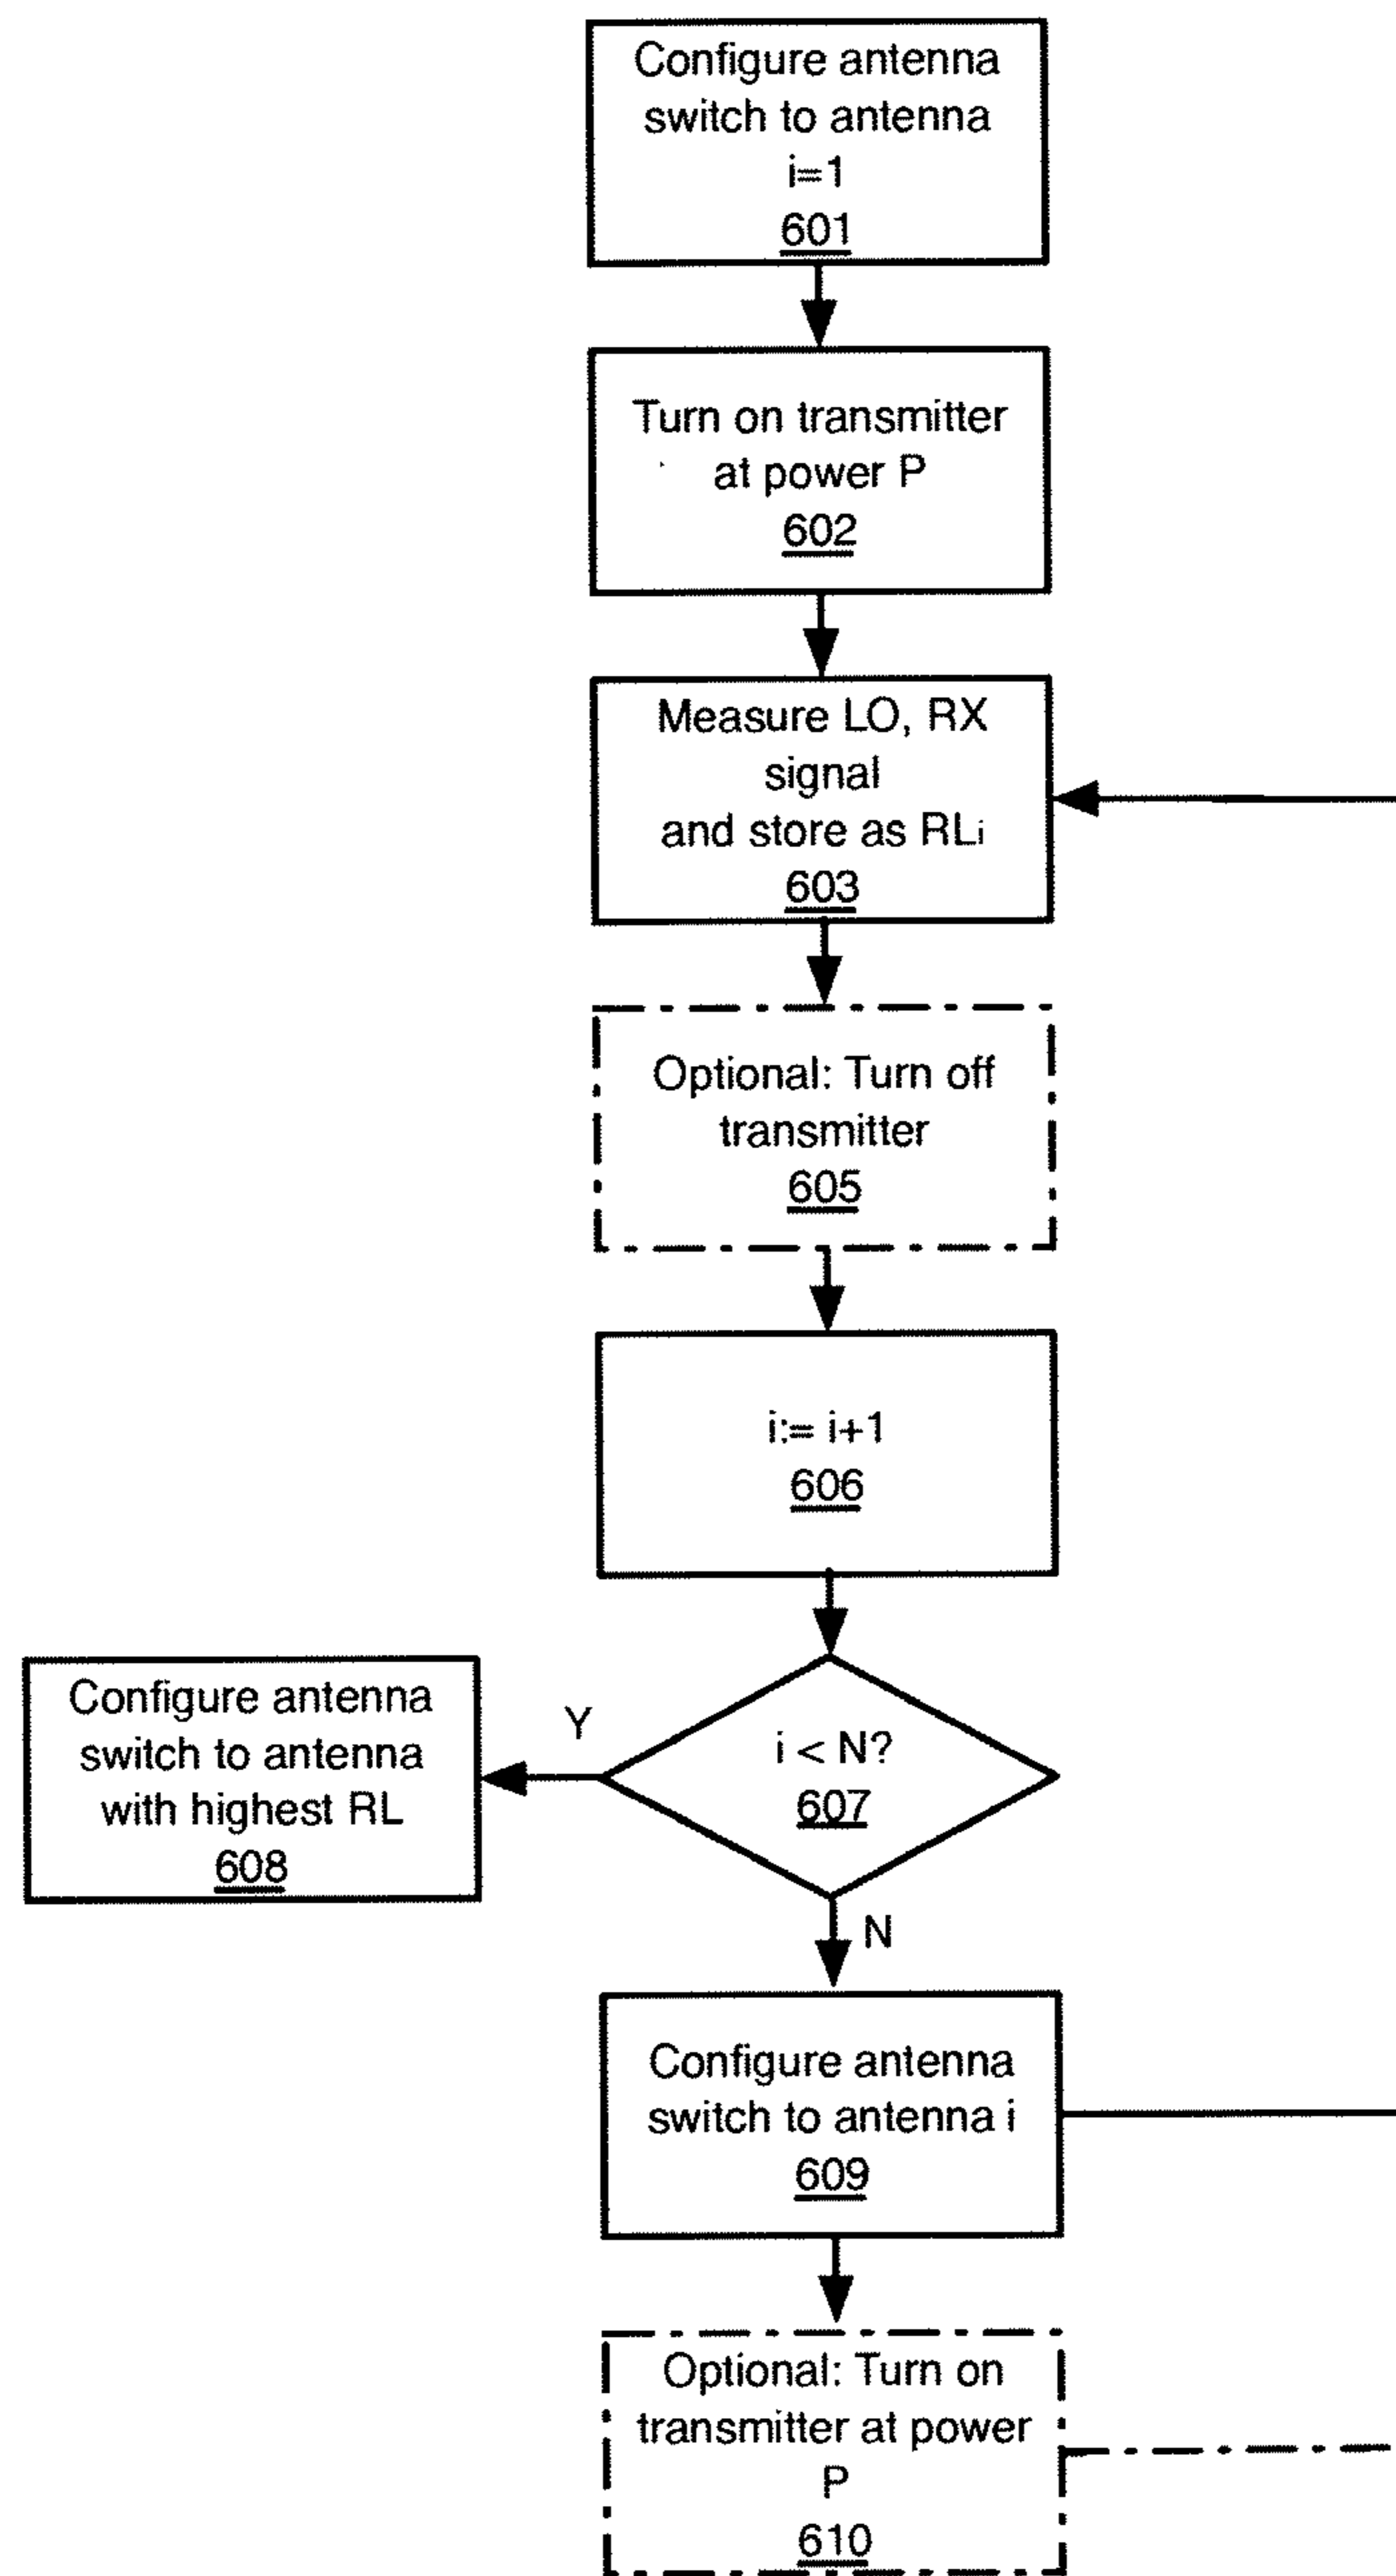 Configure antenna
switch to antenna
i=1
601
Turn on transmitter
at power P
602
Measure LO, RX
signal
and store as RLi
603
Optional: Turn off
transmitter
605
i:= i+1
606
i < N?
607
Y
Configure antenna
switch to antenna
with highest RL
608
N
Configure antenna
switch to antenna i
609
Optional: Turn on
transmitter at power
P
610